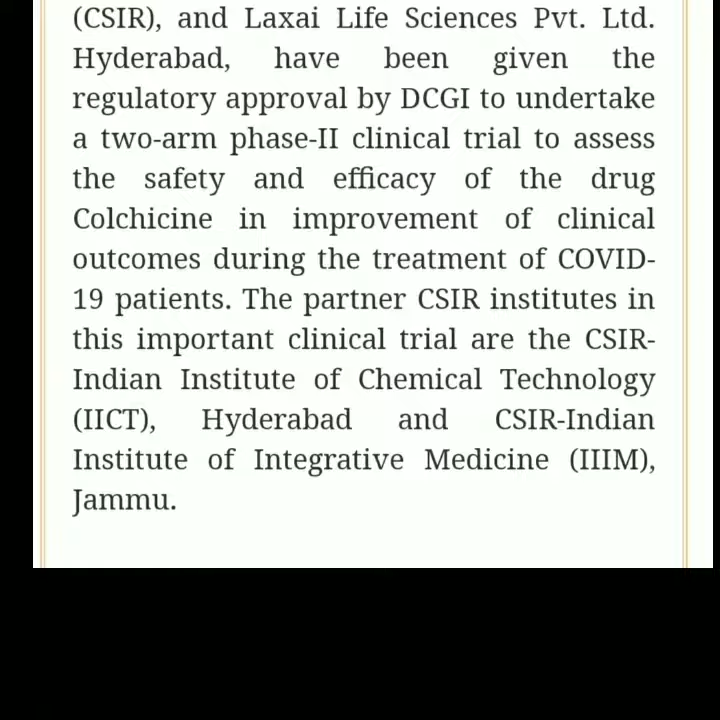 (CSIR), and Laxai Life Sciences Pvt. Ltd.
Hyderabad, have been given the
regulatory approval by DCGI to undertake
a two-arm phase-II clinical trial to assess
the safety and efficacy of the drug
Colchicine in improvement of clinical
outcomes during the treatment of COVID-
19 patients. The partner CSIR institutes in
this important clinical trial are the CSIR-
Indian Institute of Chemical Technology
(IICT), Hyderabad and CSIR-Indian
Institute of Integrative Medicine (IIIM),
Jammu.